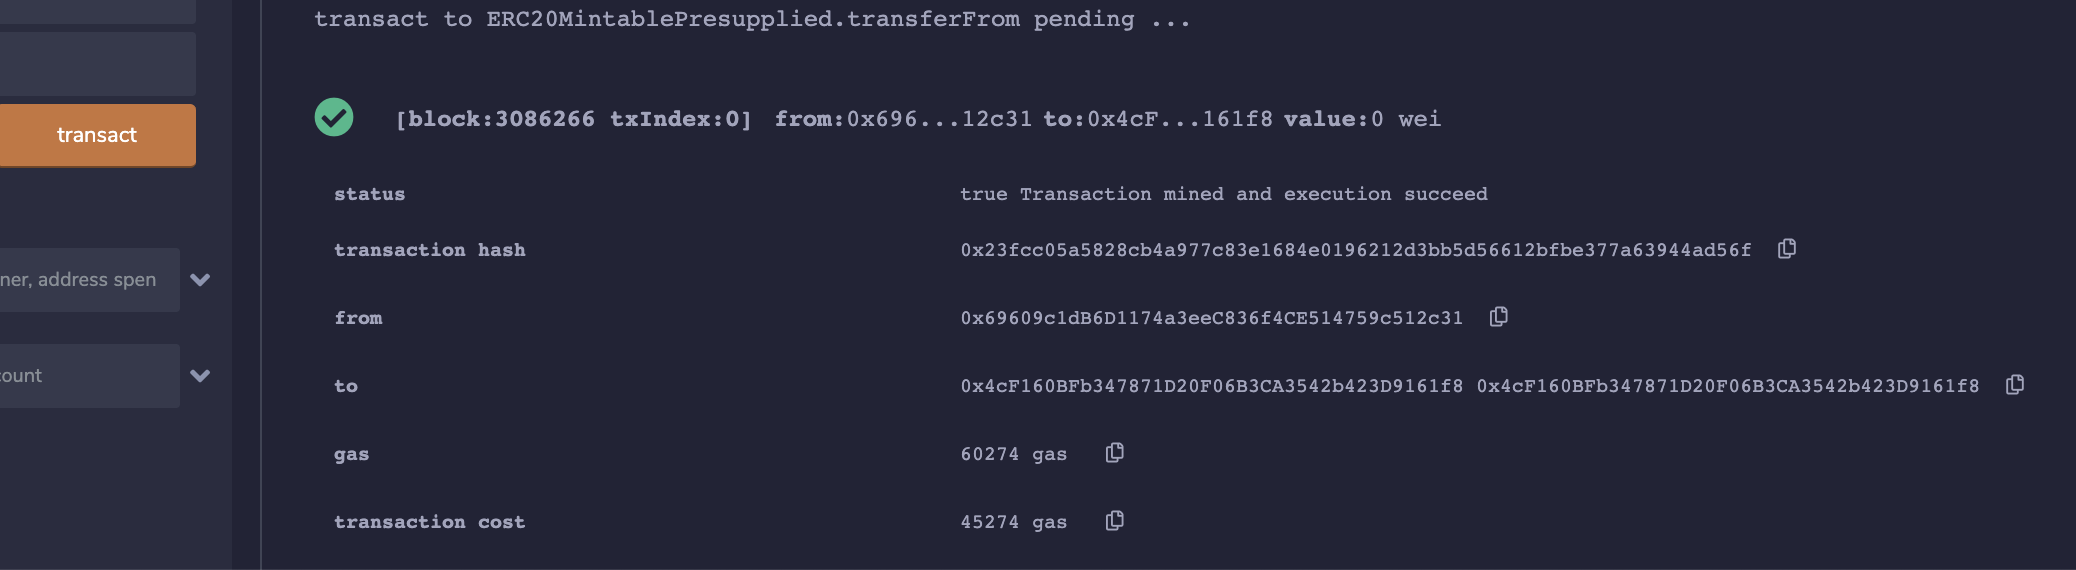 transact to ERC20MintablePresupplied.transferFrom pending ...
[block:3086266 txIndex:0] from:0x696...12c31 to:0x4cF...161f8 value:0 wei
transact
status true Transaction mined and execution succeed
transaction hash 0x23fcc05a5828cb4a977c83e1684e0196212d3bb5d56612bfbe377a63944ad56f
ner, address spen
from 0x69609c1dB6D1174a3eeC836f4CE514759c512c31
count
to 0x4cF160BFb347871D20F06B3CA3542b423D9161f8 0x4cF160BFb347871D20F06B3CA3542b423D9161f8
gas 60274 gas
transaction cost 45274 gas